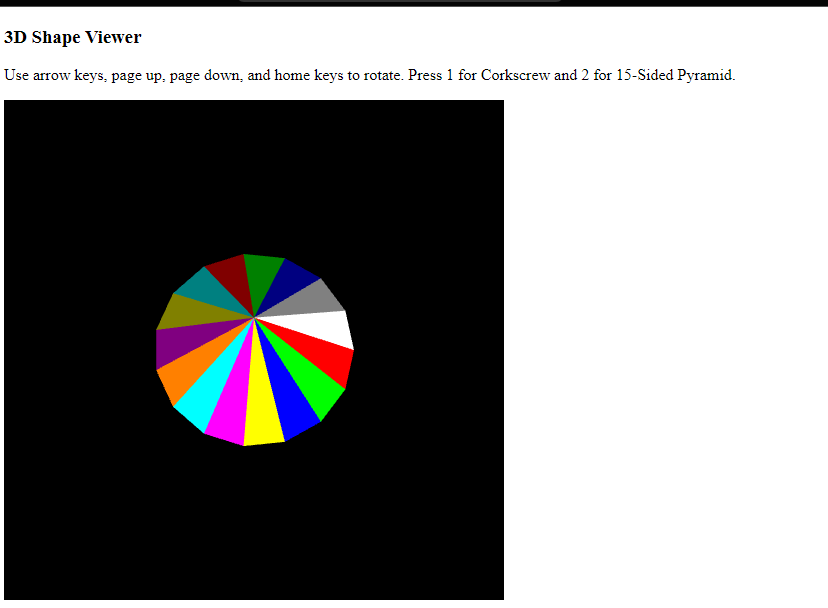 3D Shape Viewer
Use arrow keys, page up, page down, and home keys to rotate. Press 1 for Corkscrew and 2 for 15-Sided Pyramid.